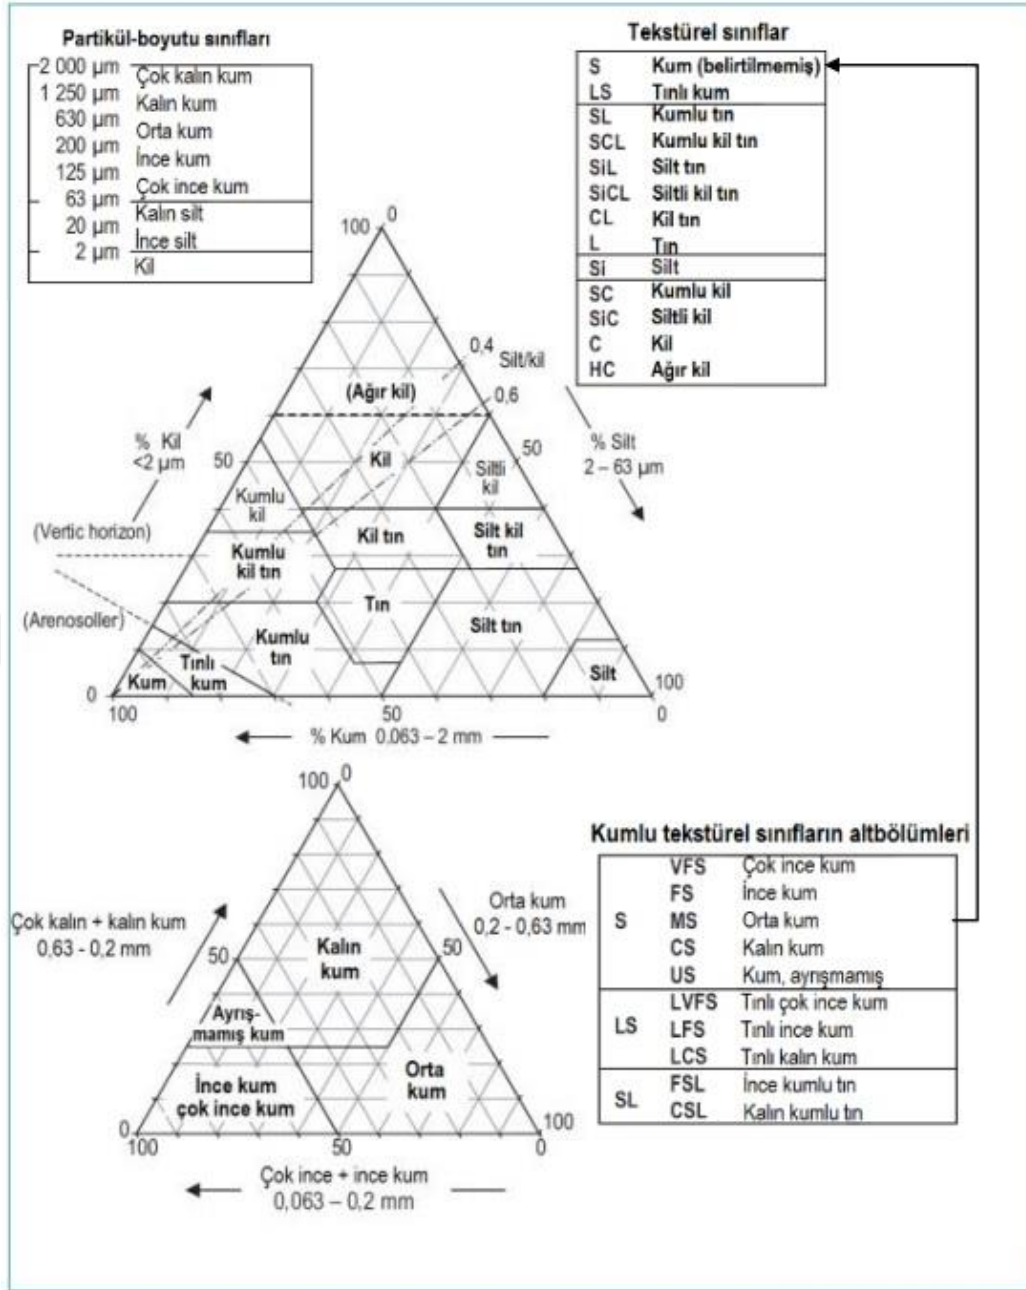 Partikül-boyutu sınıfları
2 000 µm
Çok kalın kum
1 250 µm
Kalın kum
630 µm
Orta kum
200 µm
İnce kum
125 µm
Çok ince kum
63 µm
Kalın silt
20 µm
İnce silt
2 µm
Kil
Tekstürel sınıflar
S Kum (belirtilmemiş)
LS Tınlı kum
SL Kumlu tın
SCL Kumlu kil tın
SiL Silt tın
SiCL Siltli kil tın
CL Kil tın
L Tın
Si Silt
SC Kumlu kil
SiC Siltli kil
C Kil
HC Ağır kil
100 0
0,4
Silt/kil
0,6
(Ağır kil)
% Kil
<2 µm
50
Kil
Siltli
kil
50
% Silt
2 – 63 µm
Kumlu
kil
(Vertic horizon)
Kil tın
Silt kil
tın
Kumlu
kil tın
Tın
(Arenosoller)
Silt tın
Kumlu
tın
Tınlı
kum
Kum
Silt
0 100
100 50 0
% Kum 0,063 – 2 mm
100 0
Çok kalın + kalın kum
0,63 - 0,2 mm
Orta kum
0,2 - 0,63 mm
50 50
Kalın
kum
Ayrış-
mamış kum
İnce kum
çok ince kum
Orta
kum
0 100
100 50 0
Çok ince + ince kum
0,063 – 0,2 mm
Kumlu tekstürel sınıfların altbölümleri
VFS Çok ince kum
FS İnce kum
S MS Orta kum
CS Kalın kum
US Kum, ayrışmamış
LVFS Tınlı çok ince kum
LS LFS Tınlı ince kum
LCS Tınlı kalın kum
SL FSL İnce kumlu tın
CSL Kalın kumlu tın